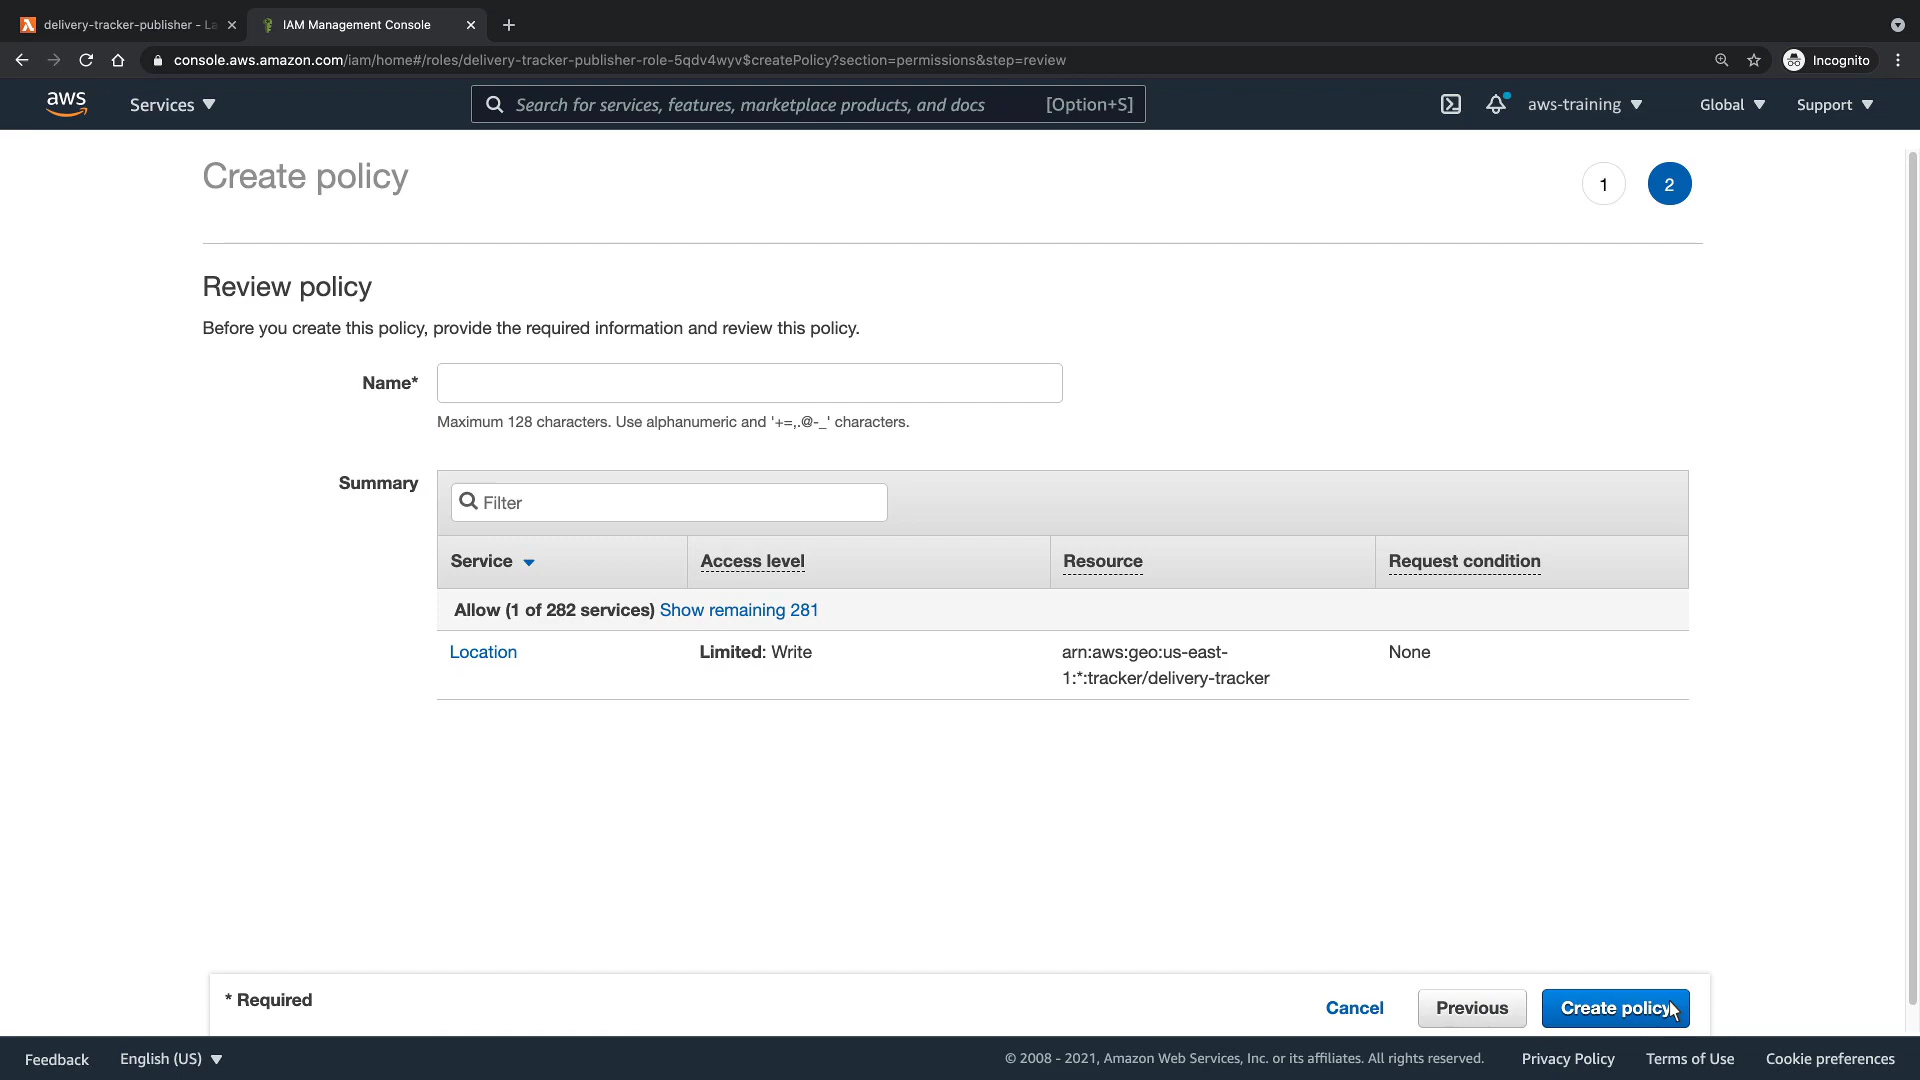 delivery-tracker-publisher - La
IAM Management Console
console.aws.amazon.com/iam/home#/roles/delivery-tracker-publisher-role-5qdv4wyv$createPolicy?section=permissions&step=review
Incognito
aws
Services
Search for services, features, marketplace products, and docs
[Option+S]
aws-training
Global
Support
Create policy
1
2
Review policy
Before you create this policy, provide the required information and review this policy.
Name*
Maximum 128 characters. Use alphanumeric and '+=,.@-_' characters.
Summary
Filter
Service
Access level
Resource
Request condition
Allow (1 of 282 services) Show remaining 281
Location
Limited: Write
arn:aws:geo:us-east-
1:*:tracker/delivery-tracker
None
* Required
Cancel
Previous
Create policy
Feedback
English (US)
© 2008 - 2021, Amazon Web Services, Inc. or its affiliates. All rights reserved.
Privacy Policy
Terms of Use
Cookie preferences